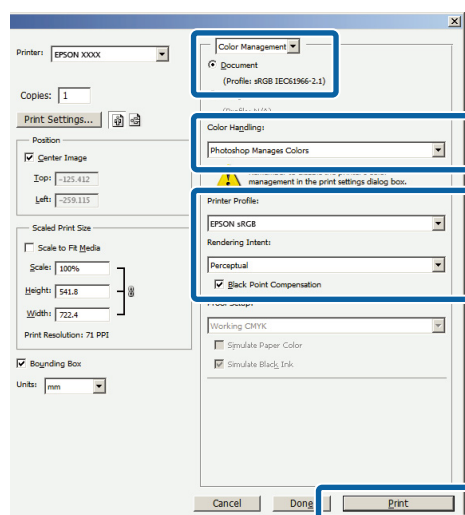 Printer: EPSON XXXX
Copies: 1
Print Settings...
Position
Center Image
Top: -125.412
Left: -259.115
Scaled Print Size
Scale to Fit Media
Scale: 100%
Height: 541.8
Width: 722.4
Print Resolution: 71 PPI
Bounding Box
Units: mm
Color Management
Document
(Profile: sRGB IEC61966-2.1)
Color Handling:
Photoshop Manages Colors
management in the print settings dialog box.
Printer Profile:
EPSON sRGB
Rendering Intent:
Perceptual
Black Point Compensation
Working CMYK
Simulate Paper Color
Simulate Black Ink
Cancel
Done
Print